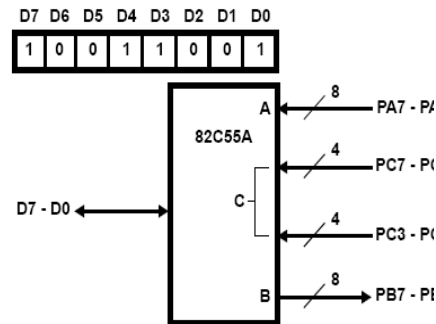 D7 D6 D5 D4 D3 D2 D1 D0
1 0 0 1 1 0 0 1
8
A PA7 - PA
82C55A
4
PC7 - PC
C
D7 - D0
4
PC3 - PC
8
B PB7 - PB